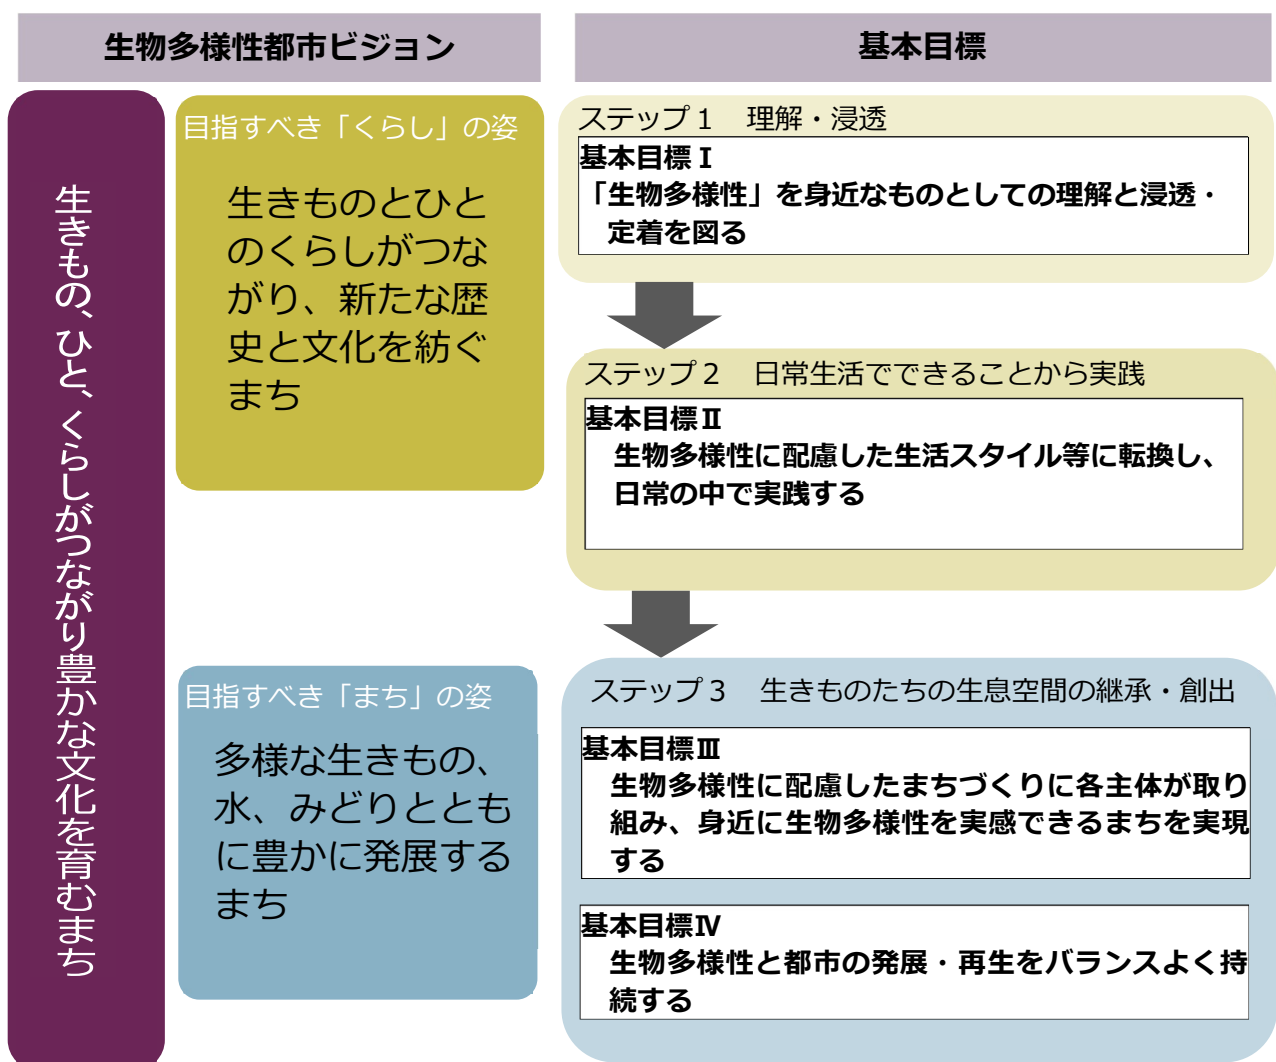 生物多様性都市ビジョン
基本目標
生きもの、ひと、くらしがつながり豊かな文化を育むまち
目指すべき「くらし」の姿
生きものとひと
のくらしがつな
がり、新たな歴
史と文化を紡ぐ
まち
目指すべき「まち」の姿
多様な生きもの、
水、みどりととも
に豊かに発展する
まち
ステップ１　理解・浸透
基本目標Ⅰ
「生物多様性」を身近なものとしての理解と浸透・
定着を図る
ステップ２　日常生活でできることから実践
基本目標Ⅱ
生物多様性に配慮した生活スタイル等に転換し、
日常の中で実践する
ステップ３　生きものたちの生息空間の継承・創出
基本目標Ⅲ
生物多様性に配慮したまちづくりに各主体が取り
組み、身近に生物多様性を実感できるまちを実現
する
基本目標Ⅳ
生物多様性と都市の発展・再生をバランスよく持
続する